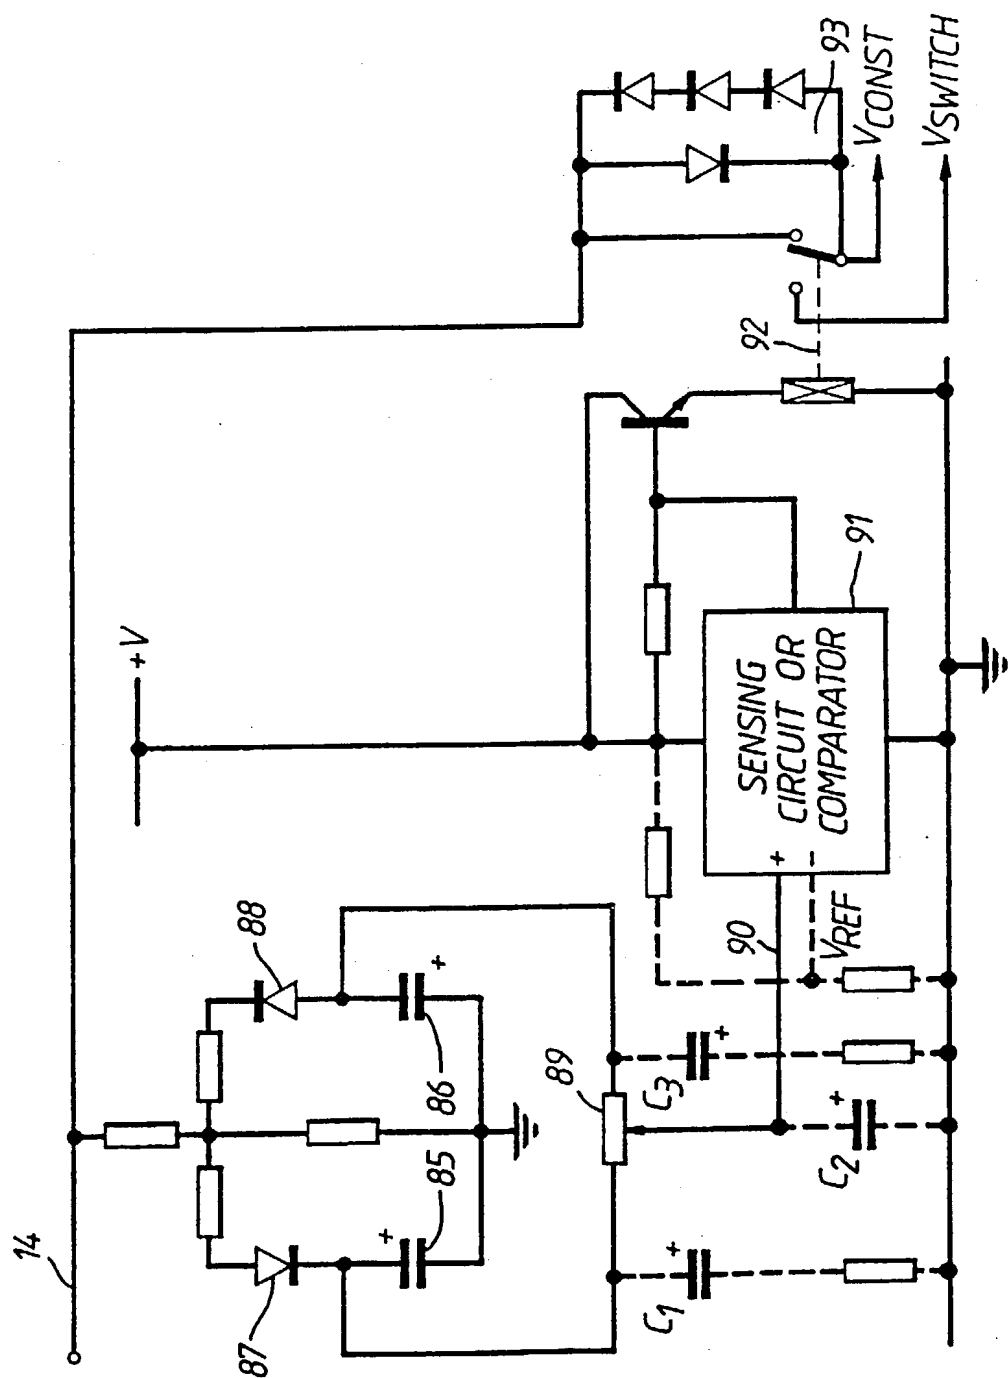 14
87
88
85
+
86
+
89
C1
+
C2
+
C3
+
90
VREF
+
-
SENSING
CIRCUIT OR
COMPARATOR
91
+V
92
93
VCONST
VSWITCH